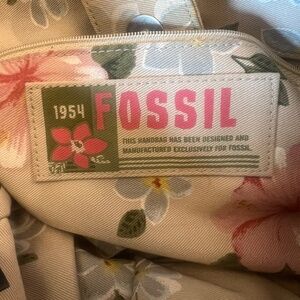 1954 FOSSIL
THIS HANDBAG HAS BEEN DESIGNED AND
MANUFACTURED EXCLUSIVELY FOR FOSSIL.